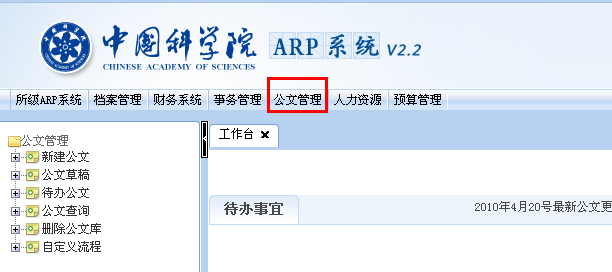 中国科学院 ARP系统 V2.2
CHINESE ACADEMY OF SCIENCES
所级ARP系统 档案管理 财务系统 事务管理 公文管理 人力资源 预算管理
公文管理 工作台
新建公文
公文草稿
待办公文
公文查询 待办事宜 2010年4月20号最新公文更
删除公文库
自定义流程